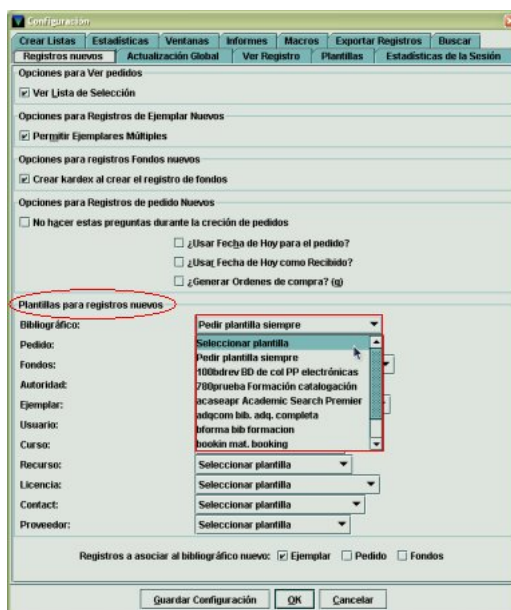 Configuración
Crear Listas Estadísticas Ventanas Informes Macros Exportar Registros Buscar
Registros nuevos Actualización Global Ver Registro Plantillas Estadísticas de la Sesión
Opciones para Ver pedidos
Ver Lista de Selección
Opciones para Registros de Ejemplar Nuevos
Permitir Ejemplares Múltiples
Opciones para registros Fondos nuevos
Crear kardex al crear el registro de fondos
Opciones para Registros de pedido Nuevos
No hacer estas preguntas durante la creción de pedidos
¿Usar Fecha de Hoy para el pedido?
¿Usar Fecha de Hoy como Recibido?
¿Generar Ordenes de compra? (q)
Plantillas para registros nuevos
Bibliográfico: Pedir plantilla siempre
Pedido: Seleccionar plantilla
Pedir plantilla siempre
Fondos: 100bdrev BD de col PP electrónicas
Autoridad: 780prueba Formación catalogación
Ejemplar: acaseapr Academic Search Premier
adqcom bib. adq. completa
Usuario: bforma bib formacion
Curso: bookin mat. booking
Recurso: Seleccionar plantilla
Licencia: Seleccionar plantilla
Contact: Seleccionar plantilla
Proveedor: Seleccionar plantilla
Registros a asociar al bibliográfico nuevo: Ejemplar Pedido Fondos
Guardar Configuración OK Cancelar